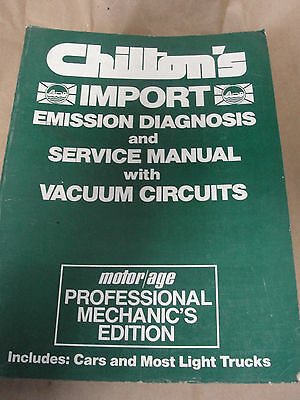 Chilton's
IMPORT
EMISSION DIAGNOSIS
and
SERVICE MANUAL
with
VACUUM CIRCUITS
motor/age
PROFESSIONAL
MECHANIC'S
EDITION
Includes: Cars and Most Light Trucks